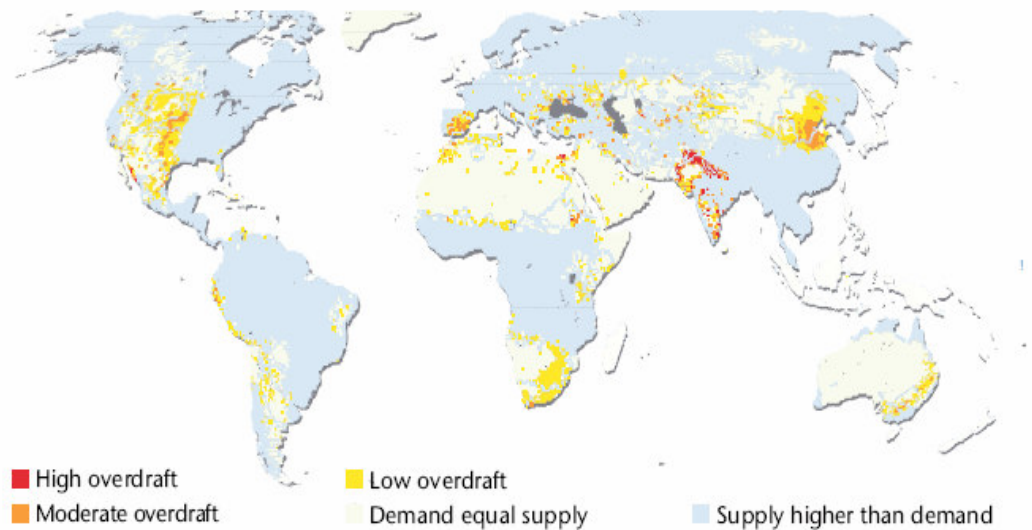 High overdraft
Low overdraft
Moderate overdraft
Demand equal supply
Supply higher than demand